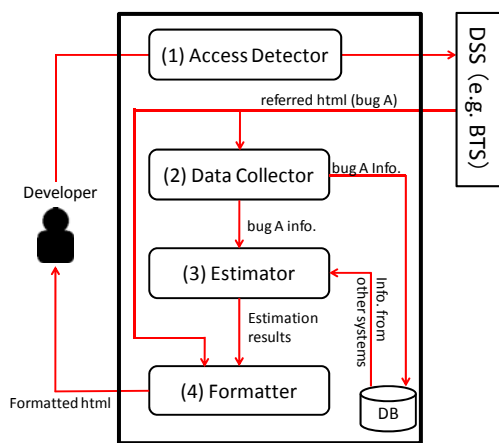 (1) Access Detector
DSS (e.g. BTS)
referred html (bug A)
(2) Data Collector
bug A Info.
Developer
bug A info.
(3) Estimator
Info. from
other systems
Estimation
results
(4) Formatter
Formatted html
DB